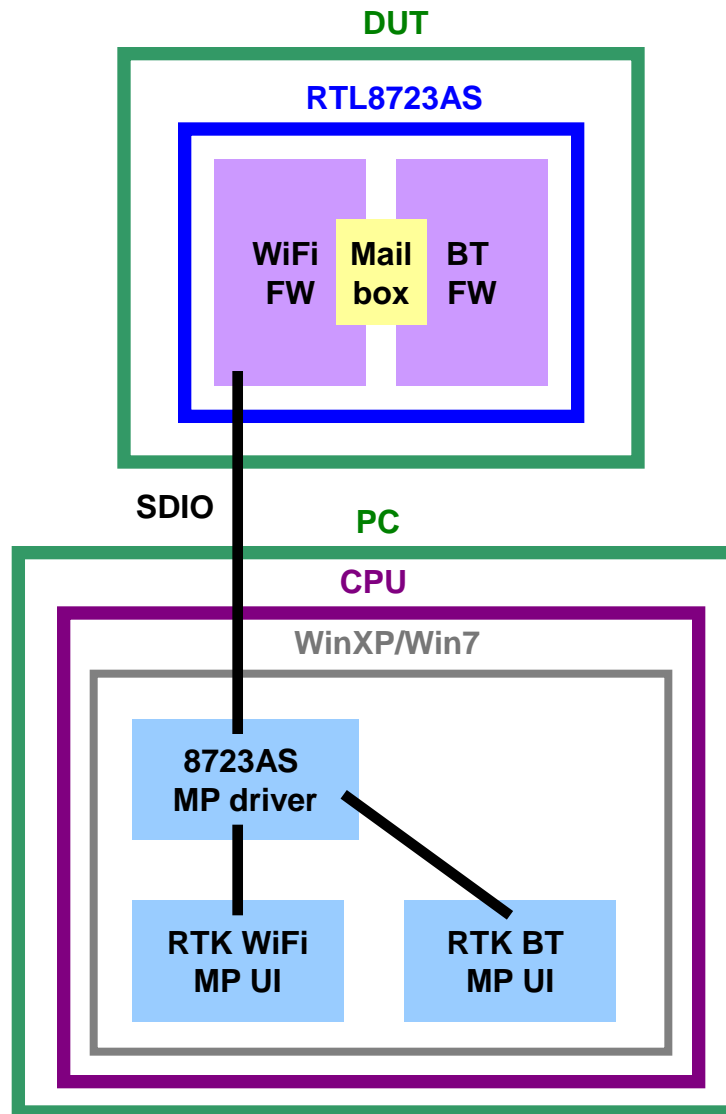 DUT
RTL8723AS
WiFi
FW
Mail
box
BT
FW
SDIO
PC
CPU
WinXP/Win7
8723AS
MP driver
RTK WiFi
MP UI
RTK BT
MP UI